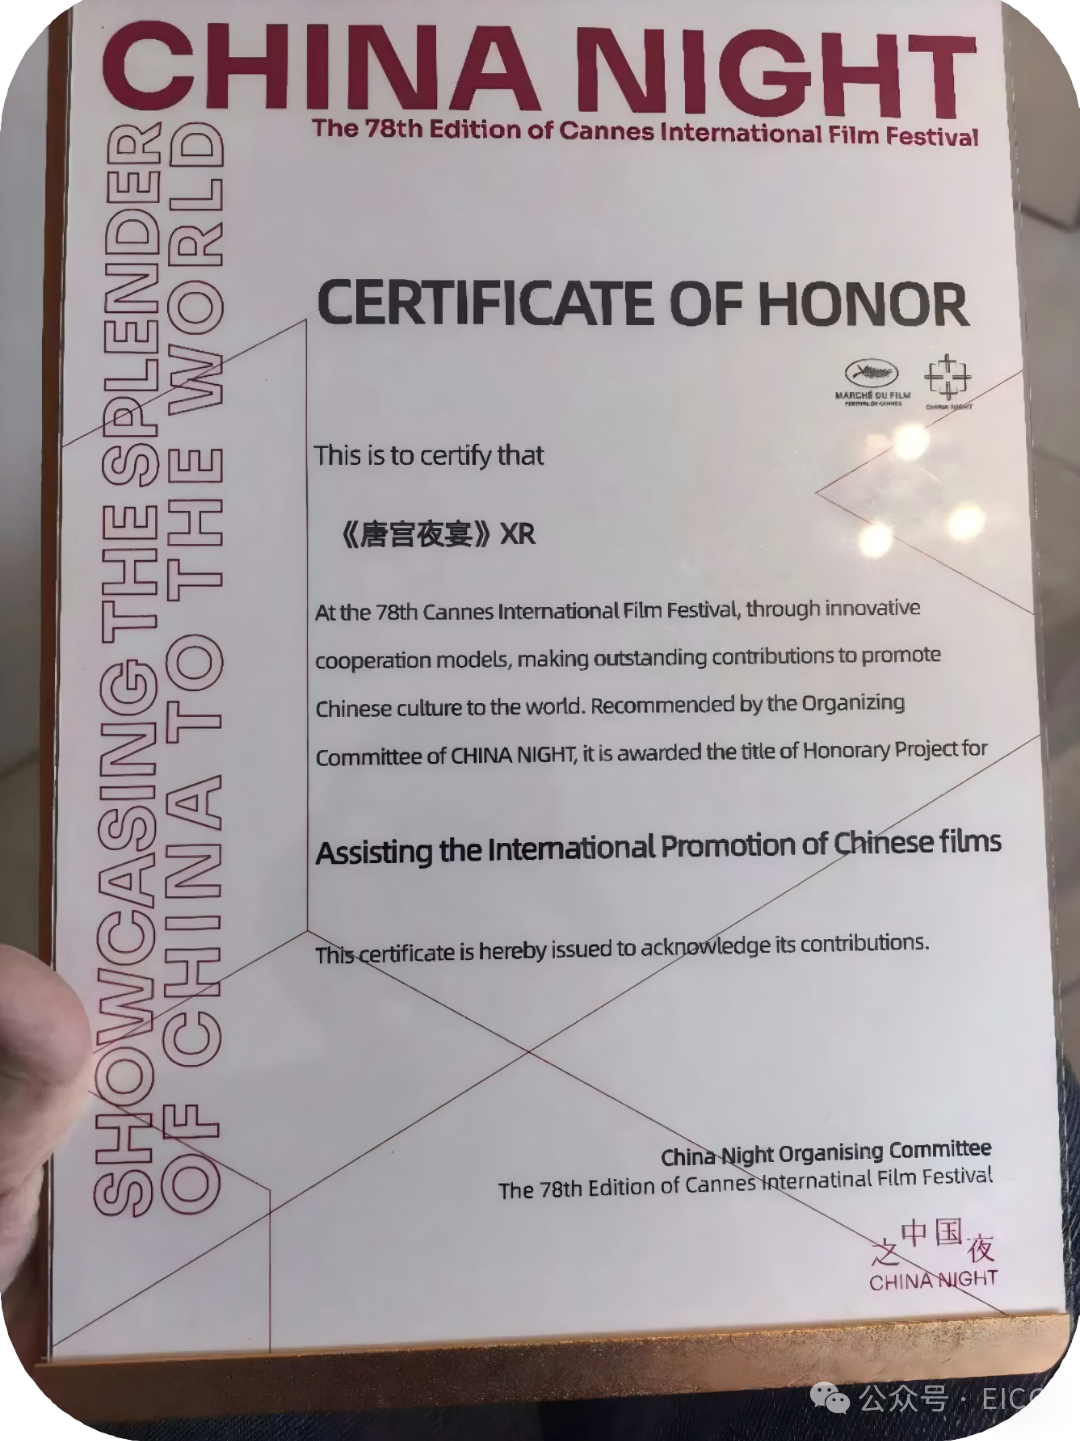 CHINA NIGHT
The 78th Edition of Cannes International Film Festival
SHOWCASING THE SPLENDER
OF CHINA TO THE WORLD
CERTIFICATE OF HONOR
MARCHÉ DU FILM
FESTIVAL DE CANNES
CHINA NIGHT
This is to certify that
《唐宫夜宴》XR
At the 78th Cannes International Film Festival, through innovative
cooperation models, making outstanding contributions to promote
Chinese culture to the world. Recommended by the Organizing
Committee of CHINA NIGHT, it is awarded the title of Honorary Project for
Assisting the International Promotion of Chinese films
This certificate is hereby issued to acknowledge its contributions.
China Night Organising Committee
The 78th Edition of Cannes Internatinal Film Festival
中国之夜
CHINA NIGHT
公众号 · EIC